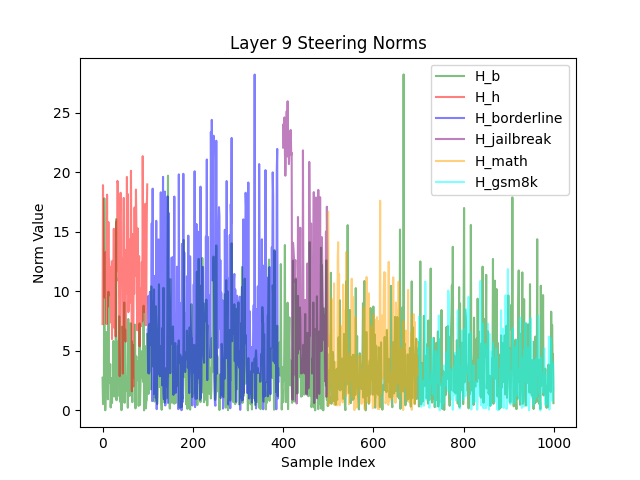 Layer 9 Steering Norms
H_b
H_h
H_borderline
H_jailbreak
H_math
H_gsm8k
Norm Value
25
20
15
10
5
0
0 200 400 600 800 1000
Sample Index